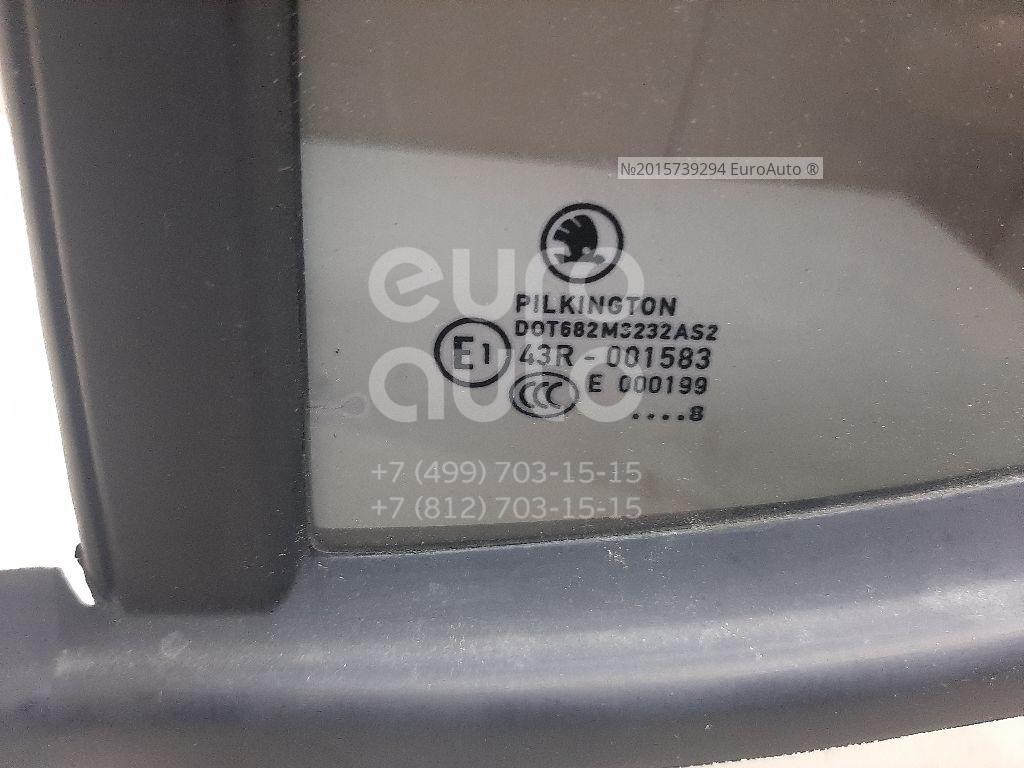 №2015739294 EuroAuto ®
euro
auto
PILKINGTON
DOT682M3232AS2
E1 43R - 001583
CCC E 000199
....8
+7 (499) 703-15-15
+7 (812) 703-15-15